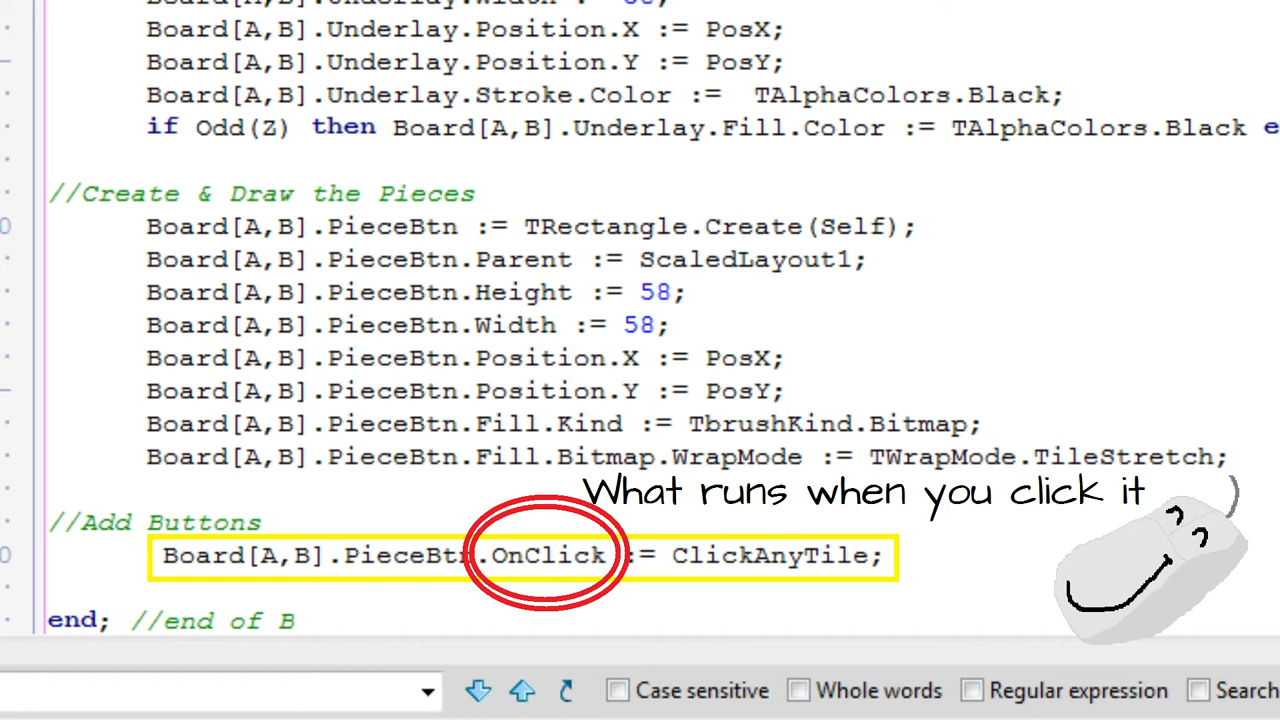 Board[A,B].Underlay.Position.X := PosX;
Board[A,B].Underlay.Position.Y := PosY;
Board[A,B].Underlay.Stroke.Color :=  TAlphaColors.Black;
if Odd(Z) then Board[A,B].Underlay.Fill.Color := TAlphaColors.Black e
//Create & Draw the Pieces
Board[A,B].PieceBtn := TRectangle.Create(Self);
Board[A,B].PieceBtn.Parent := ScaledLayout1;
Board[A,B].PieceBtn.Height := 58;
Board[A,B].PieceBtn.Width := 58;
Board[A,B].PieceBtn.Position.X := PosX;
Board[A,B].PieceBtn.Position.Y := PosY;
Board[A,B].PieceBtn.Fill.Kind := TbrushKind.Bitmap;
Board[A,B].PieceBtn.Fill.Bitmap.WrapMode := TWrapMode.TileStretch;
What runs when you click it
//Add Buttons
Board[A,B].PieceBtn.OnClick := ClickAnyTile;
end; //end of B
Case sensitive Whole words Regular expression Search